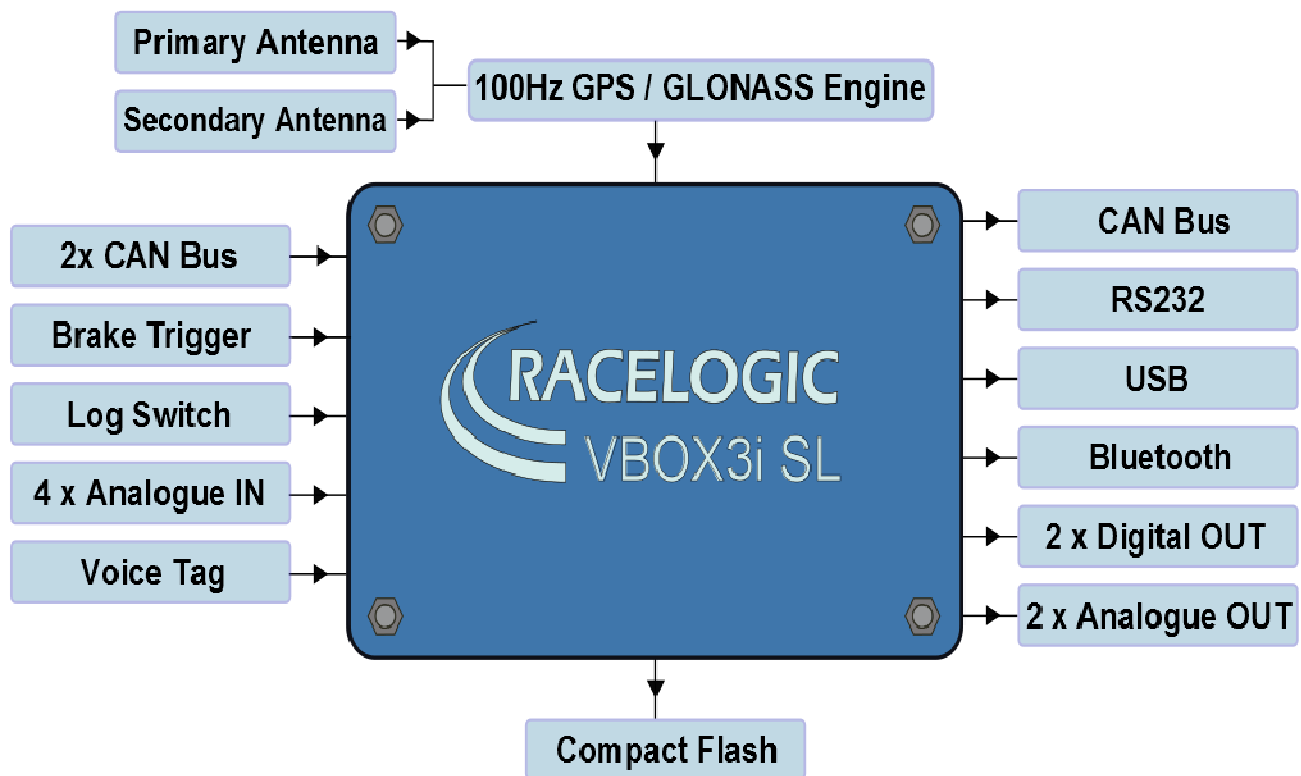 Primary Antenna
Secondary Antenna
100Hz GPS / GLONASS Engine
2x CAN Bus
Brake Trigger
Log Switch
4 x Analogue IN
Voice Tag
RACELOGIC
VBOX3i SL
CAN Bus
RS232
USB
Bluetooth
2 x Digital OUT
2 x Analogue OUT
Compact Flash